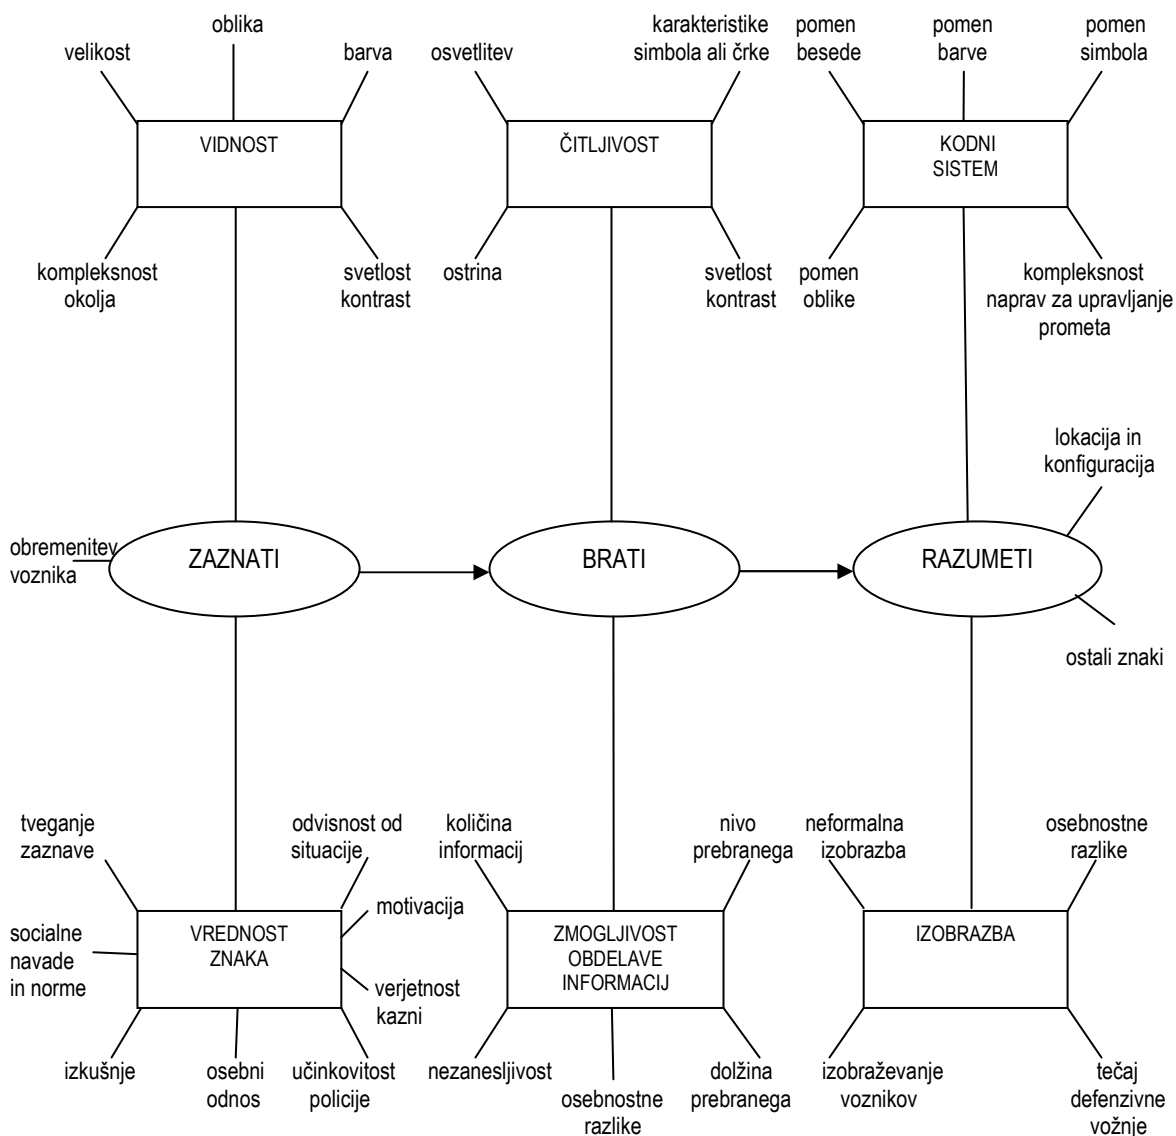 oblika
velikost
barva
osvetlitev
karakteristike
simbola ali črke
pomen
besede
pomen
barve
pomen
simbola
VIDNOST
ČITLJIVOST
KODNI
SISTEM
kompleksnost
okolja
svetlost
kontrast
ostrina
svetlost
kontrast
pomen
oblike
kompleksnost
naprav za upravljanje
prometa
lokacija in
konfiguracija
obremenitev
voznika
ZAZNATI
BRATI
RAZUMETI
ostali znaki
tveganje
zaznave
odvisnost od
situacije
količina
informacij
nivo
prebranega
neformalna
izobrazba
osebnostne
razlike
motivacija
socialne
navade
in norme
VREDNOST
ZNAKA
ZMOGLJIVOST
OBDELAVE
INFORMACIJ
IZOBRAZBA
verjetnost
kazni
izkušnje
osebni
odnos
učinkovitost
policije
nezanesljivost
osebnostne
razlike
dolžina
prebranega
izobraževanje
voznikov
tečaj
defenzivne
vožnje